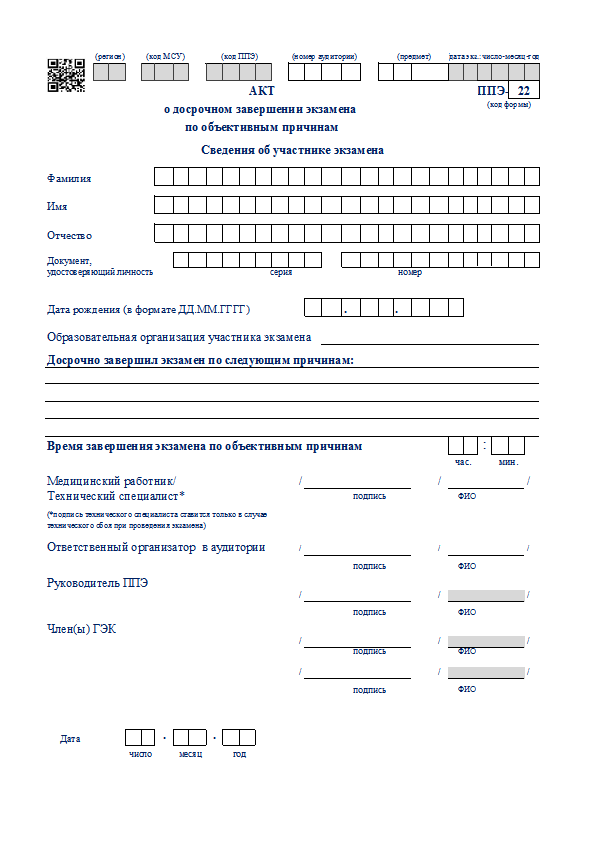 (регион) (код МСУ) (код ППЭ) (номер аудитории) (предмет) дата экз.: число-месяц-год
АКТ ППЭ- 22
(код формы)
о досрочном завершении экзамена
по объективным причинам
Сведения об участнике экзамена
Фамилия
Имя
Отчество
Документ,
удостоверяющий личность серия номер
Дата рождения (в формате ДД.ММ.ГГГГ) . .
Образовательная организация участника экзамена
Досрочно завершил экзамен по следующим причинам:
Время завершения экзамена по объективным причинам :
час. мин.
Медицинский работник/ / / /
Технический специалист*
подпись ФИО
(*подпись технического специалиста ставится только в случае
технического сбоя при проведения экзамена)
Ответственный организатор в аудитории / / /
подпись ФИО
Руководитель ППЭ
/ / /
подпись ФИО
Член(ы) ГЭК
/ / /
подпись ФИО
/ / /
подпись ФИО
Дата . .
число месяц год